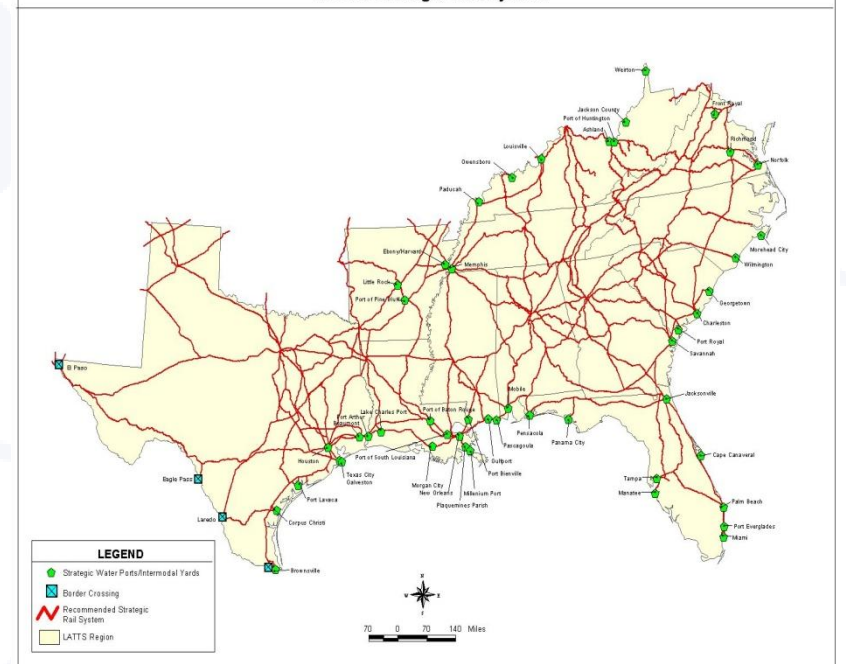 Weirton
Jackson County
Port of Huntington
Ashland
Front Royal
Louisville
Richmond
Owensboro
Norfolk
Paducah
Morehead City
Ebony/Harvard
Memphis
Wilmington
Little Rock
Port of Pine Bluff
Georgetown
Charleston
Port Royal
Savannah
El Paso
Mobile
Jacksonville
Lake Charles Port
Port of Baton Rouge
Port Arthur
Beaumont
Pensacola
Panama City
Pascagoula
Houston
Port of South Louisiana
Gulfport
Cape Canaveral
Port Bienville
Eagle Pass
Texas City
Galveston
Morgan City
New Orleans
Millenium Port
Tampa
Manatee
Plaquemines Parish
Port Lavaca
Palm Beach
Laredo
Corpus Christi
Port Everglades
Miami
Brownsville
LEGEND
Strategic Water Ports/Intermodal Yards
Border Crossing
Recommended Strategic
Rail System
LATTS Region
N
W
E
70 0 70 140 Miles